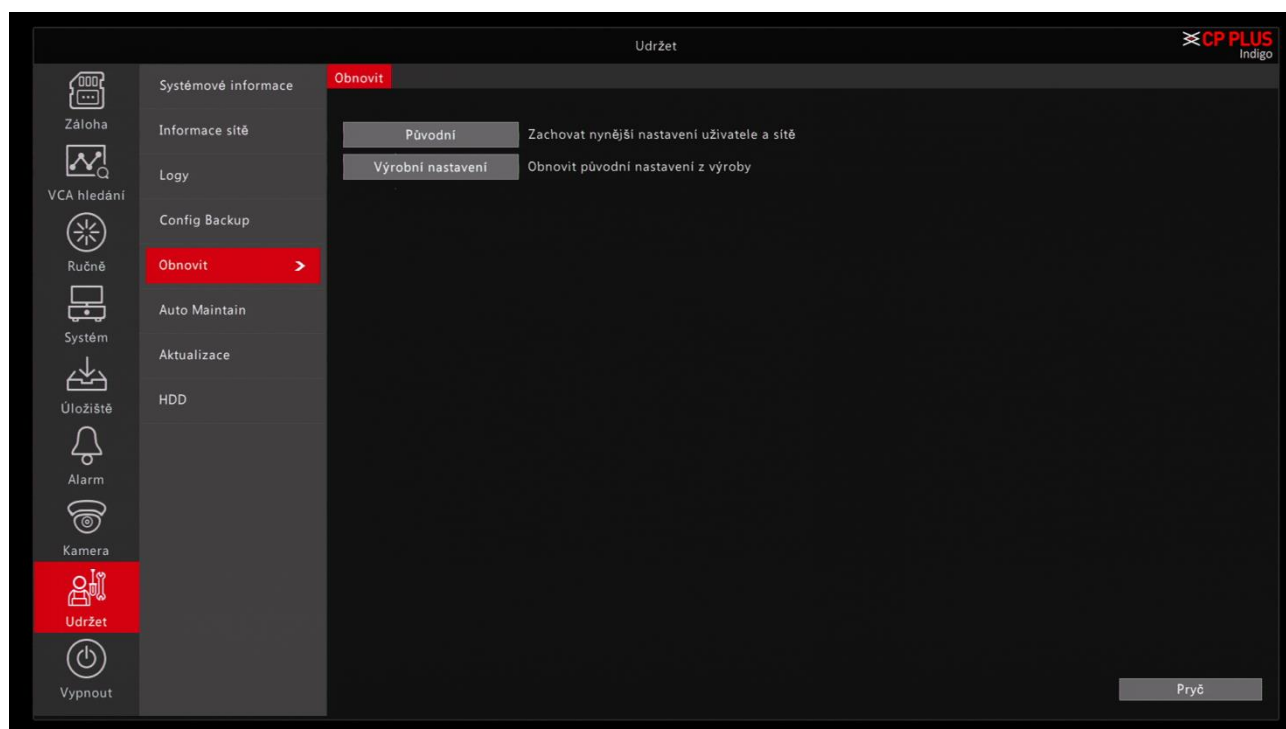 Udržet
CP PLUS
Indigo
Záloha
VCA hledání
Ručně
Systém
Úložiště
Alarm
Kamera
Udržet
Vypnout
Systémové informace
Informace sítě
Logy
Config Backup
Obnovit
Auto Maintain
Aktualizace
HDD
Obnovit
Původní Zachovat nynější nastavení uživatele a sítě
Výrobní nastavení Obnovit původní nastavení z výroby
Pryč